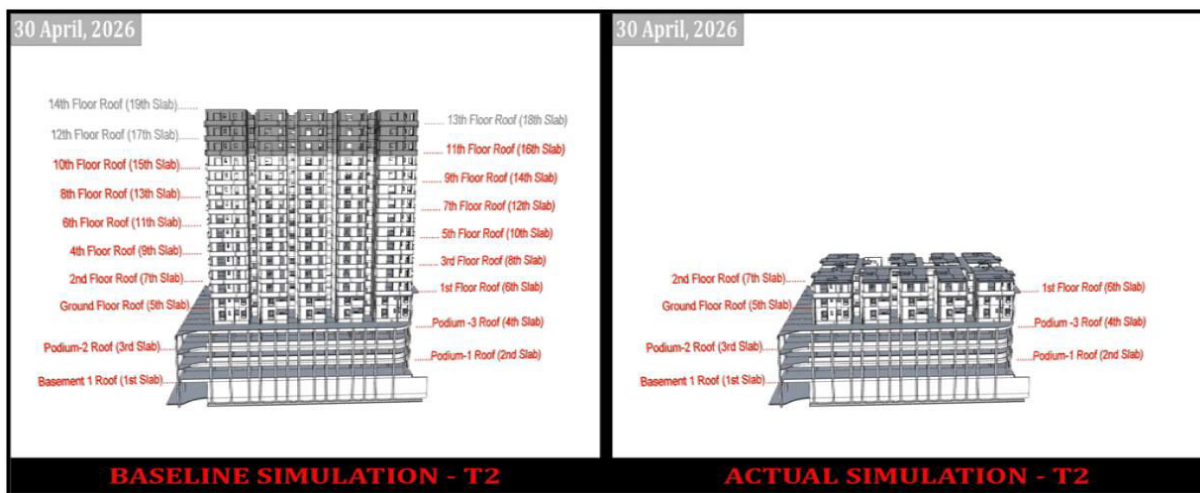 30 April, 2026
14th Floor Roof (19th Slab)
13th Floor Roof (18th Slab)
12th Floor Roof (17th Slab)
11th Floor Roof (16th Slab)
10th Floor Roof (15th Slab)
9th Floor Roof (14th Slab)
8th Floor Roof (13th Slab)
7th Floor Roof (12th Slab)
6th Floor Roof (11th Slab)
5th Floor Roof (10th Slab)
4th Floor Roof (9th Slab)
3rd Floor Roof (8th Slab)
2nd Floor Roof (7th Slab)
1st Floor Roof (6th Slab)
Ground Floor Roof (5th Slab)
Podium -3 Roof (4th Slab)
Podium-2 Roof (3rd Slab)
Podium-1 Roof (2nd Slab)
Basement 1 Roof (1st Slab)
BASELINE SIMULATION - T2
30 April, 2026
2nd Floor Roof (7th Slab)
1st Floor Roof (6th Slab)
Ground Floor Roof (5th Slab)
Podium -3 Roof (4th Slab)
Podium-2 Roof (3rd Slab)
Podium-1 Roof (2nd Slab)
Basement 1 Roof (1st Slab)
ACTUAL SIMULATION - T2